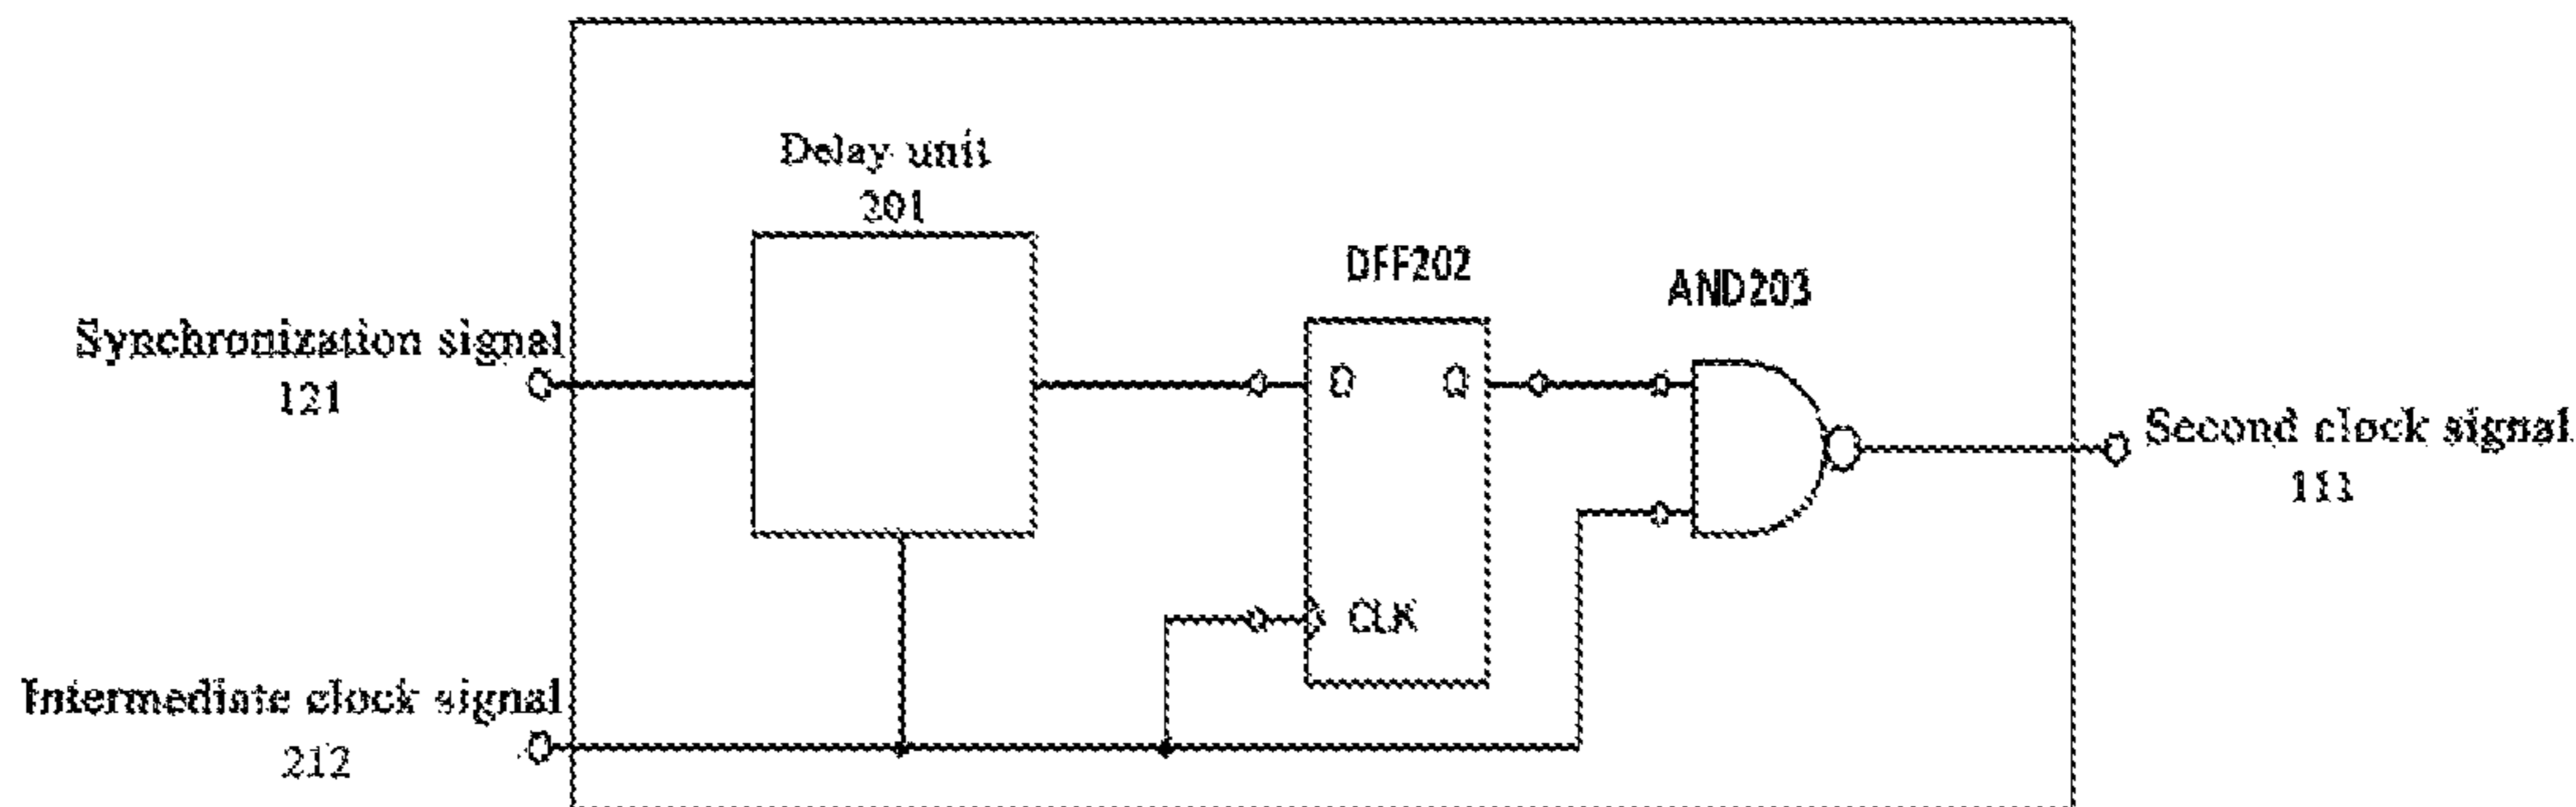 Delay unit
201
DFF202
AND203
Synchronization signal
121
D Q
Second clock signal
111
CLK
Intermediate clock signal
212